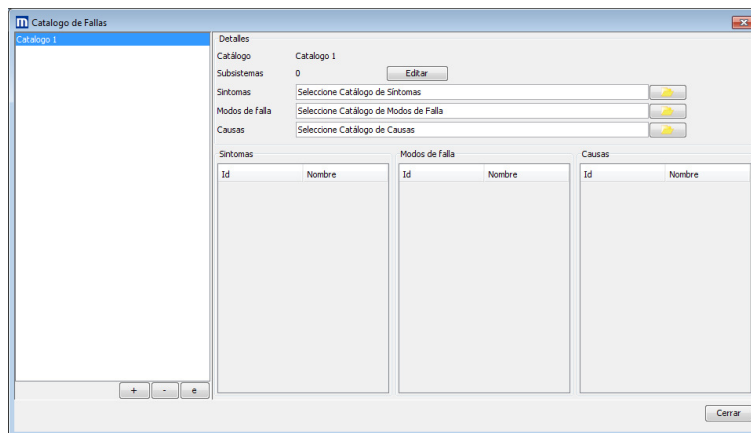 m Catalogo de Fallas
Catalogo 1
Detalles
Catálogo Catalogo 1
Subsistemas 0 Editar
Sintomas Seleccione Catálogo de Síntomas
Modos de falla Seleccione Catálogo de Modos de Falla
Causas Seleccione Catálogo de Causas
Sintomas Modos de falla Causas
Id Nombre Id Nombre Id Nombre
+ - e
Cerrar